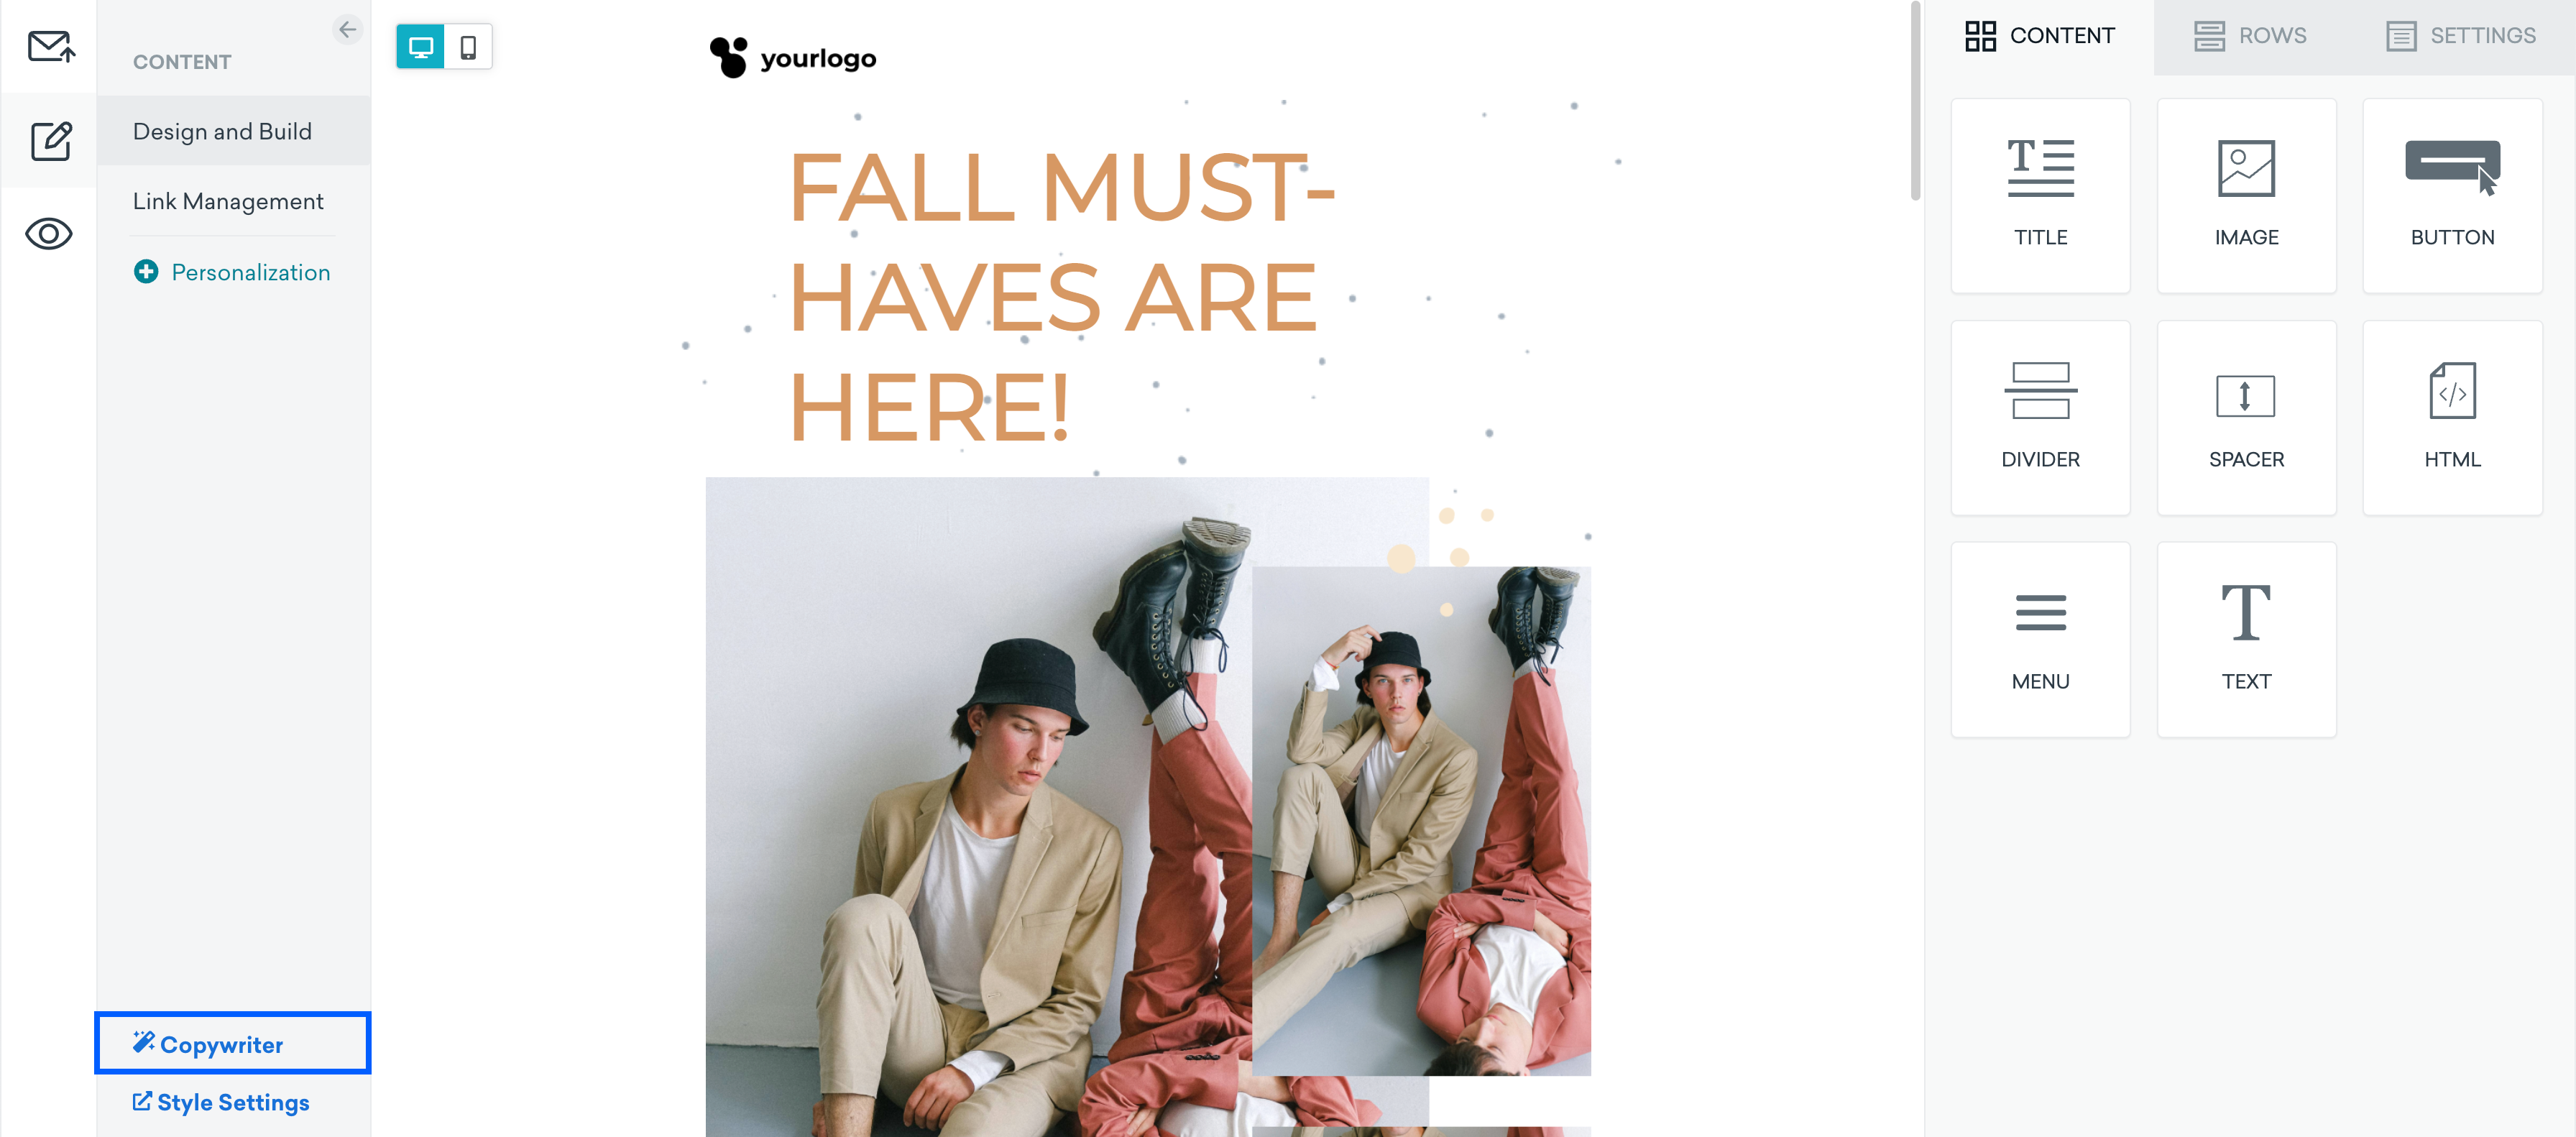 CONTENT
Design and Build
Link Management
Personalization
Copywriter
Style Settings
yourlogo
FALL MUST-
HAVES ARE
HERE!
CONTENT
ROWS
SETTINGS
TITLE
IMAGE
BUTTON
DIVIDER
SPACER
HTML
MENU
TEXT